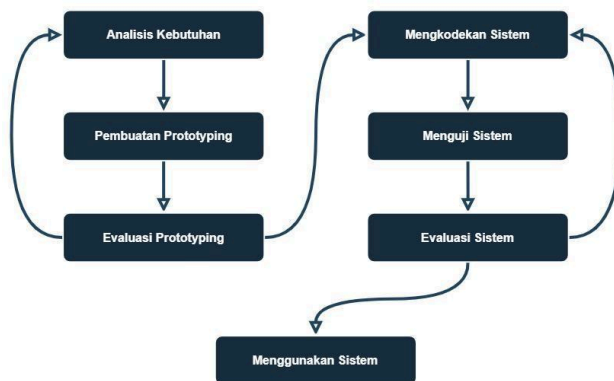 Analisis Kebutuhan
Pembuatan Prototyping
Evaluasi Prototyping
Mengkodekan Sistem
Menguji Sistem
Evaluasi Sistem
Menggunakan Sistem